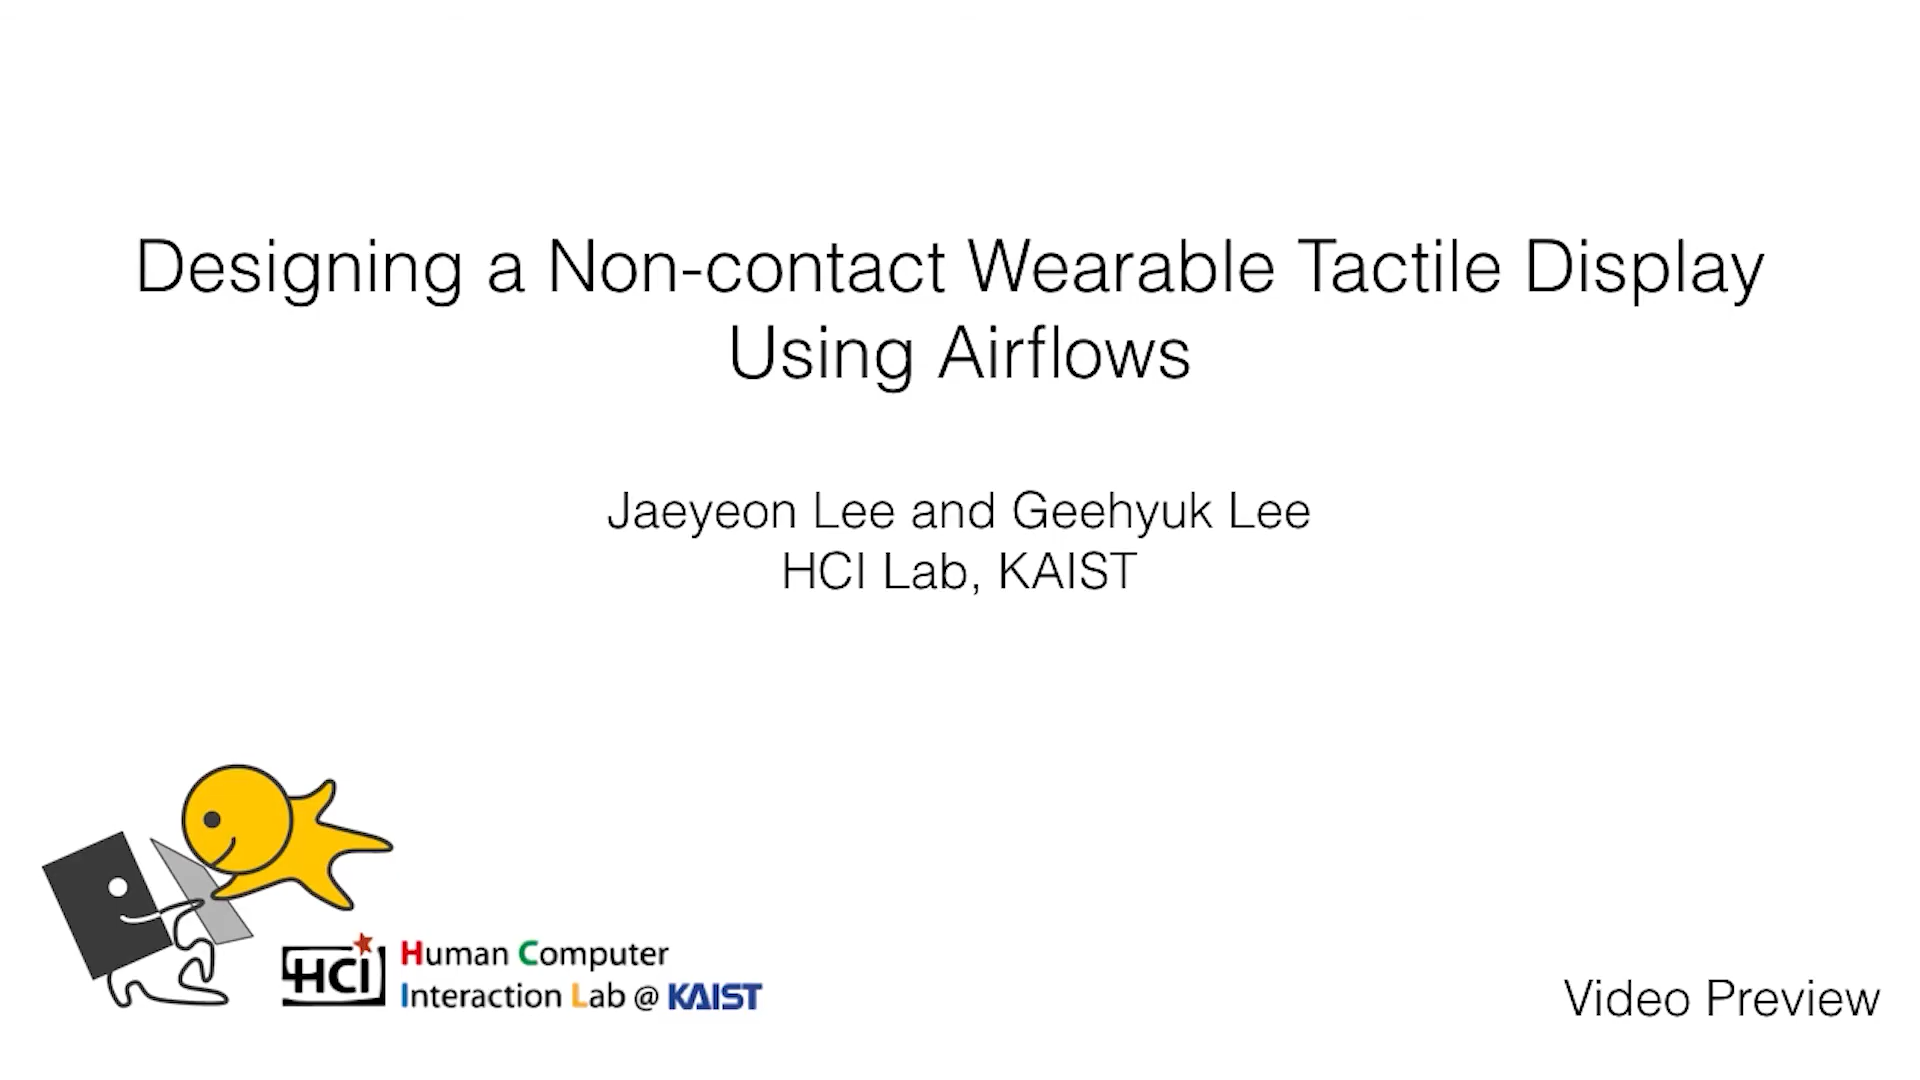 Designing a Non-contact Wearable Tactile Display
Using Airflows
Jaeyeon Lee and Geehyuk Lee
HCI Lab, KAIST
HCI
Human Computer
Interaction Lab @ KAIST
Video Preview